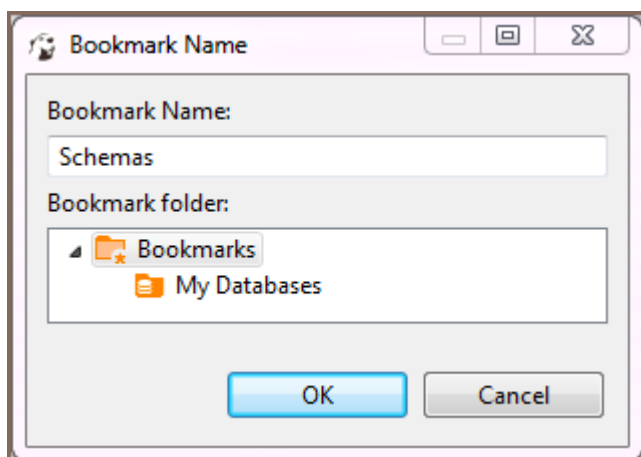 Bookmark Name
Bookmark Name:
Schemas
Bookmark folder:
Bookmarks
My Databases
OK Cancel